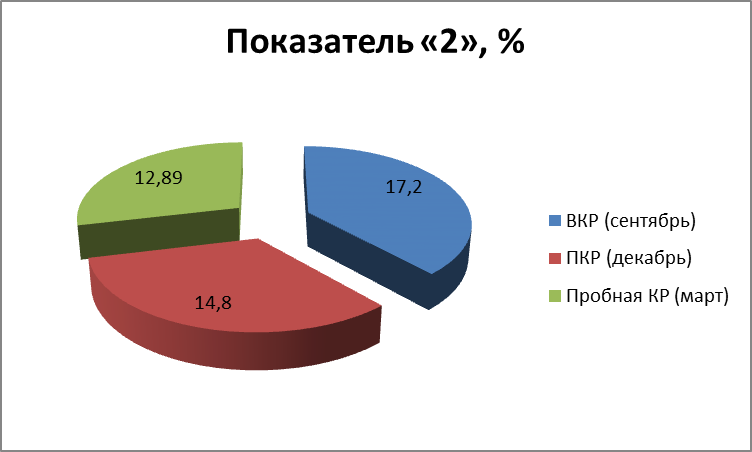 Показатель «2», %
12,89
17,2
14,8
ВКР (сентябрь)
ПКР (декабрь)
Пробная КР (март)